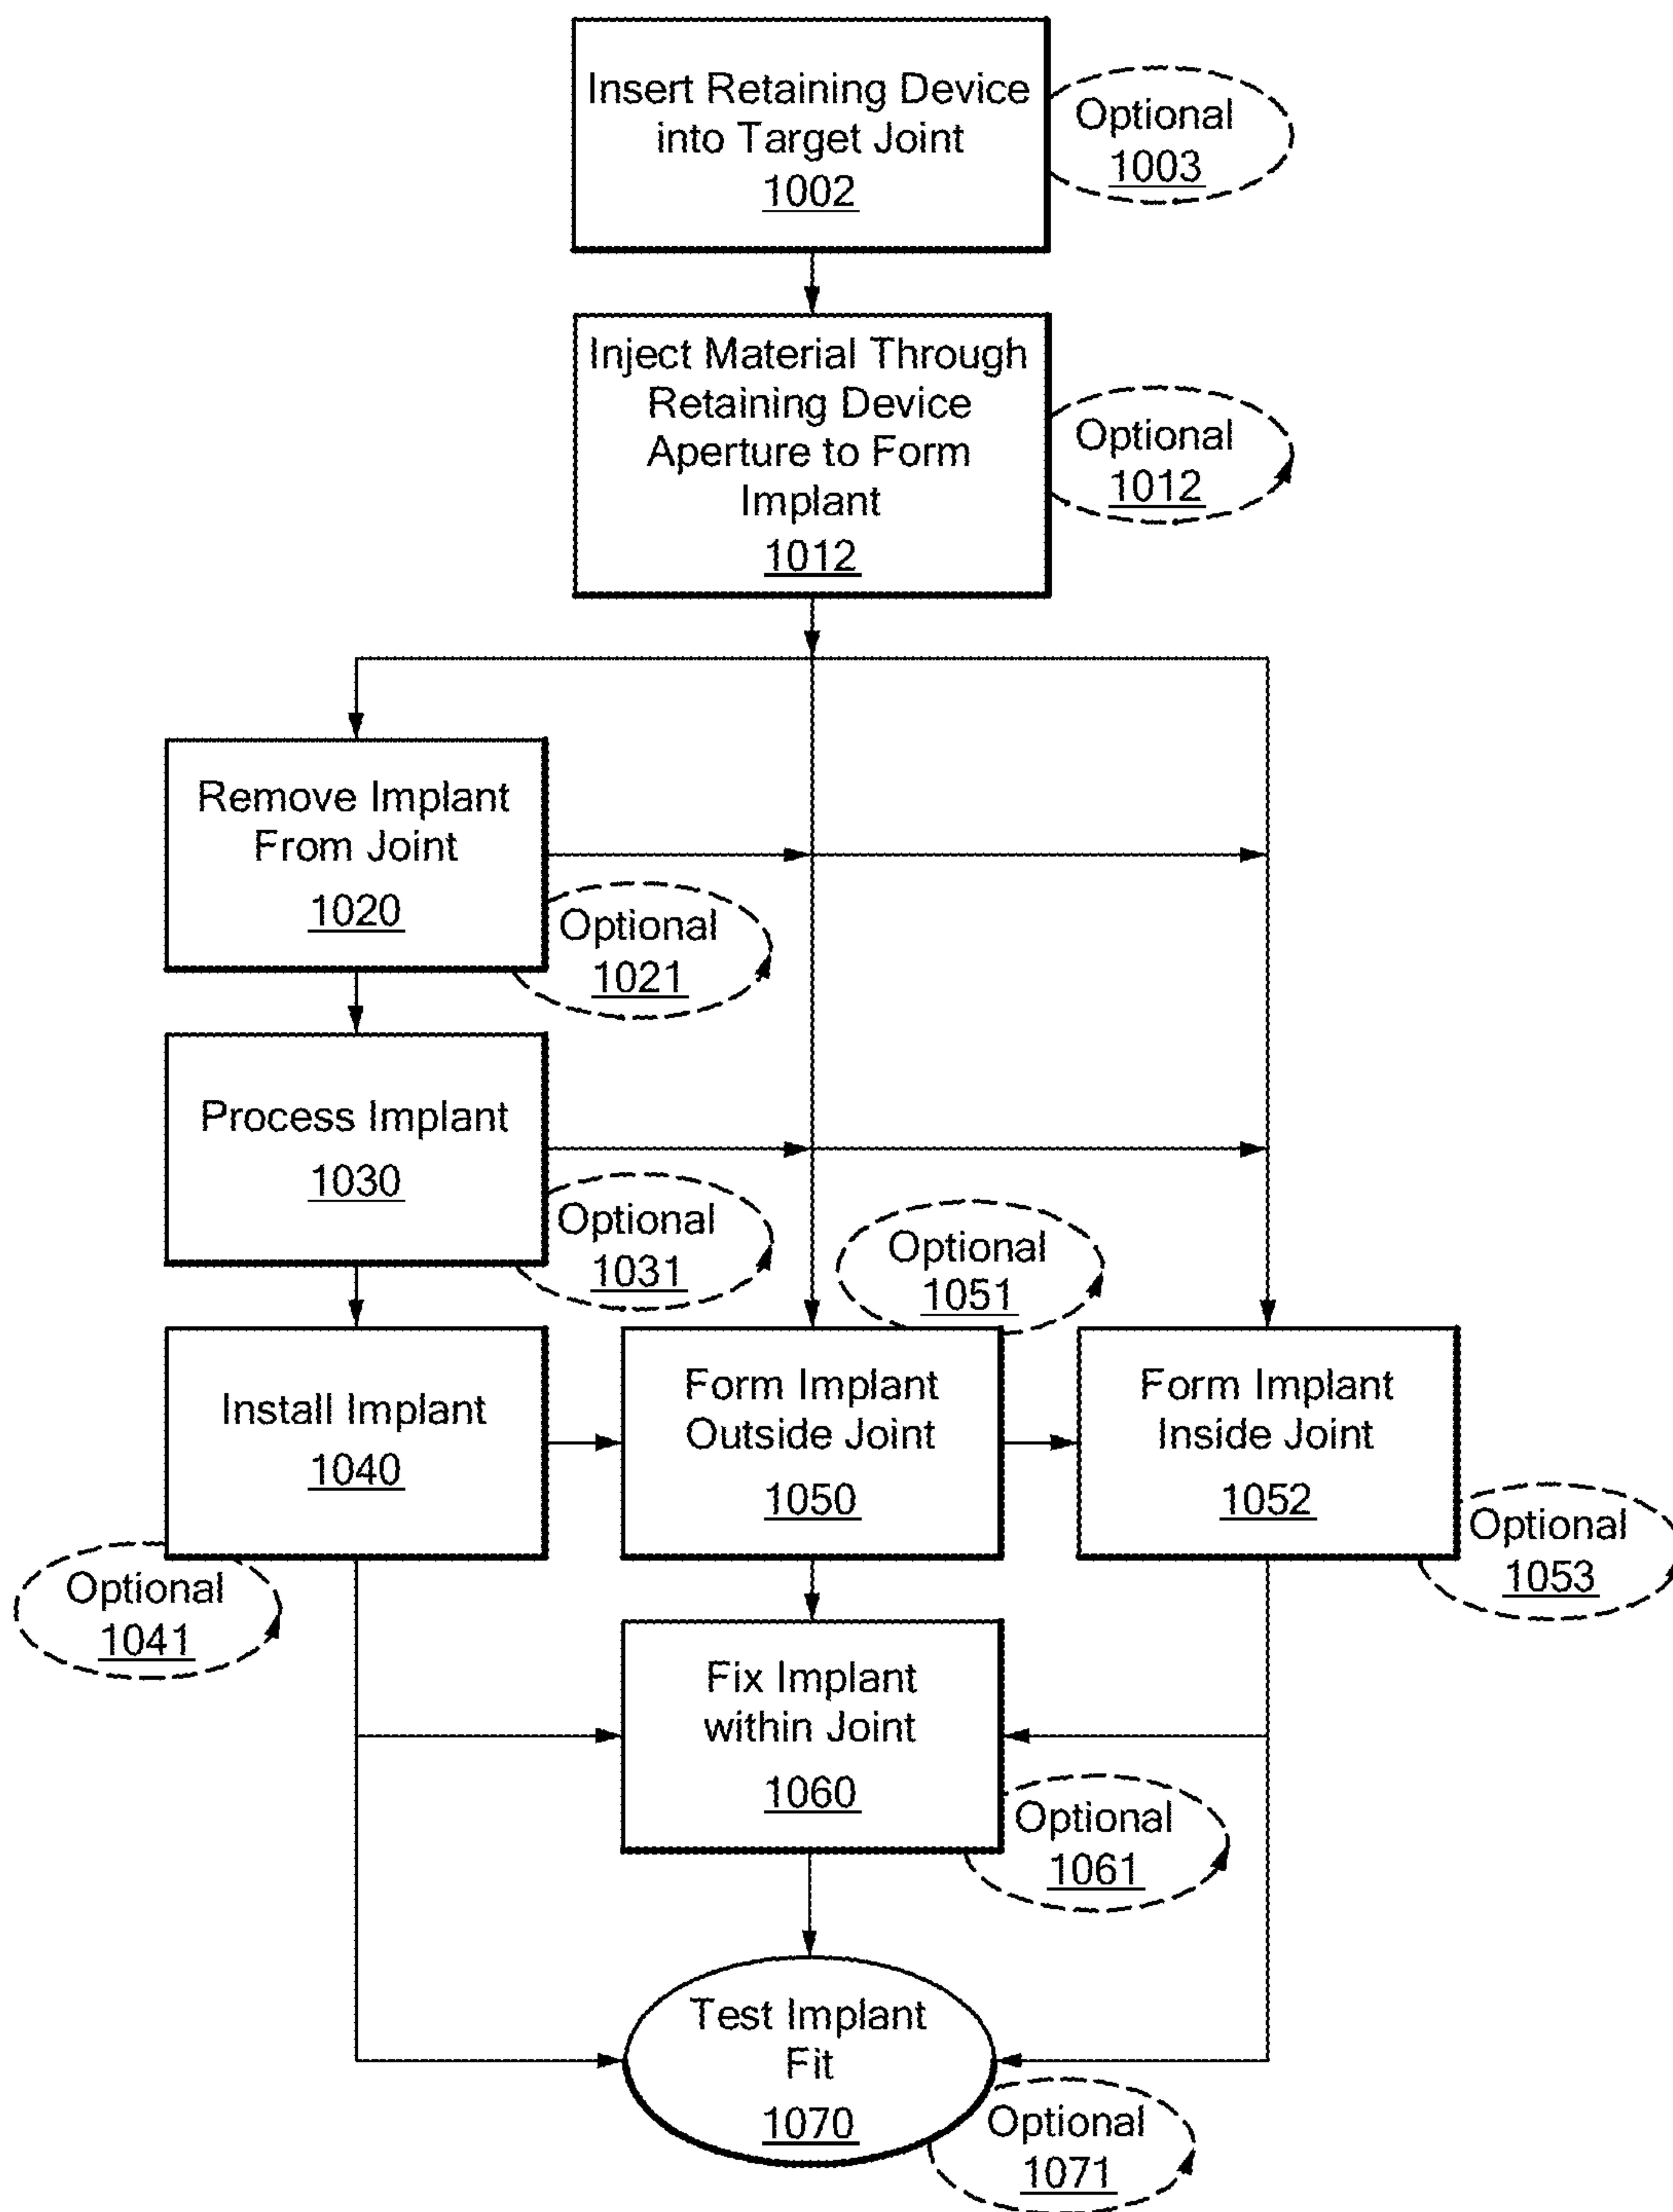 Insert Retaining Device
into Target Joint
1002
Optional
1003
Inject Material Through
Retaining Device
Aperture to Form
Implant
1012
Optional
1012
Remove Implant
From Joint
1020
Optional
1021
Process Implant
1030
Optional
1031
Optional
1051
Install Implant
1040
Optional
1041
Form Implant
Outside Joint
1050
Form Implant
Inside Joint
1052
Optional
1053
Fix Implant
within Joint
1060
Optional
1061
Test Implant
Fit
1070
Optional
1071